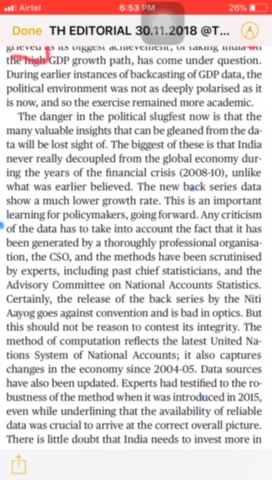 Airtel 6:53 PM 26%
Done TH EDITORIAL 30.11.2018 @T...
grieved as its biggest achievement, of taking India on
the high GDP growth path, has come under question.
During earlier instances of backcasting of GDP data, the
political environment was not as deeply polarised as it
is now, and so the exercise remained more academic.
The danger in the political slugfest now is that the
many valuable insights that can be gleaned from the da-
ta will be lost sight of. The biggest of these is that India
never really decoupled from the global economy dur-
ing the years of the financial crisis (2008-10), unlike
what was earlier believed. The new back series data
show a much lower growth rate. This is an important
learning for policymakers, going forward. Any criticism
of the data has to take into account the fact that it has
been generated by a thoroughly professional organisa-
tion, the CSO, and the methods have been scrutinised
by experts, including past chief statisticians, and the
Advisory Committee on National Accounts Statistics.
Certainly, the release of the back series by the Niti
Aayog goes against convention and is bad in optics. But
this should not be reason to contest its integrity. The
method of computation reflects the latest United Na-
tions System of National Accounts; it also captures
changes in the economy since 2004-05. Data sources
have also been updated. Experts had testified to the ro-
bustness of the method when it was introduced in 2015,
even while underlining that the availability of reliable
data was crucial to arrive at the correct overall picture.
There is little doubt that India needs to invest more in